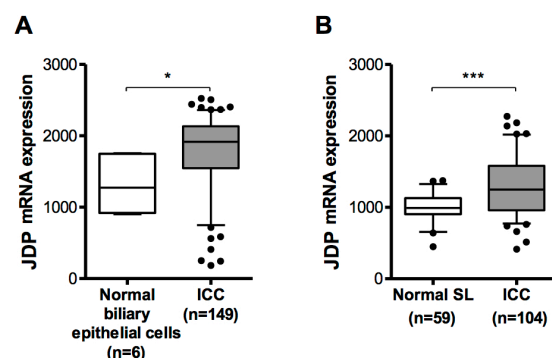 A
JDP mRNA expression
3000
2000
1000
0
*
Normal
biliary
epithelial cells
(n=6)
ICC
(n=149)
B
JDP mRNA expression
3000
2000
1000
0
***
Normal SL
(n=59)
ICC
(n=104)